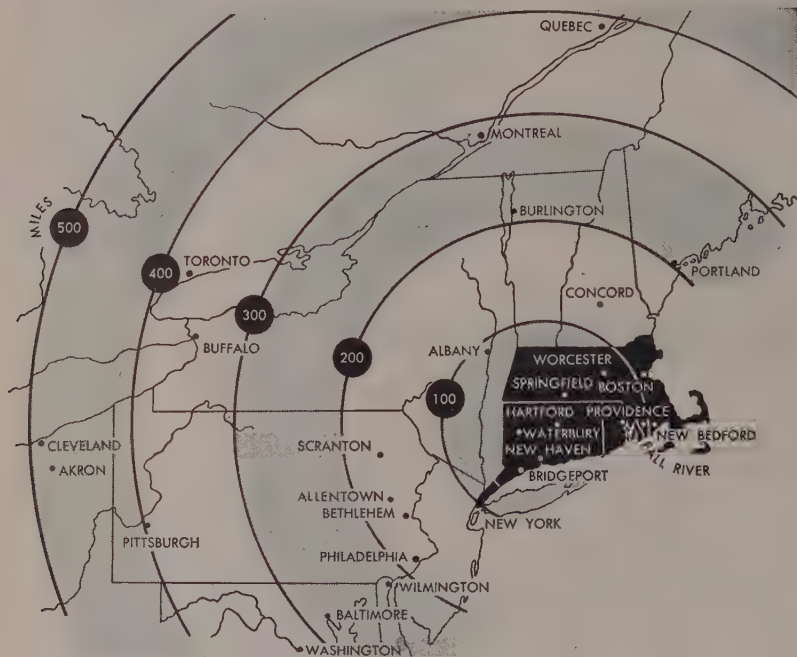 QUEBEC
MONTREAL
MILES
500
BURLINGTON
400
TORONTO
PORTLAND
300
CONCORD
BUFFALO
200
ALBANY
WORCESTER
SPRINGFIELD
BOSTON
100
HARTFORD
PROVIDENCE
WATERBURY
NEW BEDFORD
CLEVELAND
SCRANTON
NEW HAVEN
FALL RIVER
AKRON
BRIDGEPORT
ALLENTOWN
BETHLEHEM
NEW YORK
PITTSBURGH
PHILADELPHIA
WILMINGTON
BALTIMORE
WASHINGTON